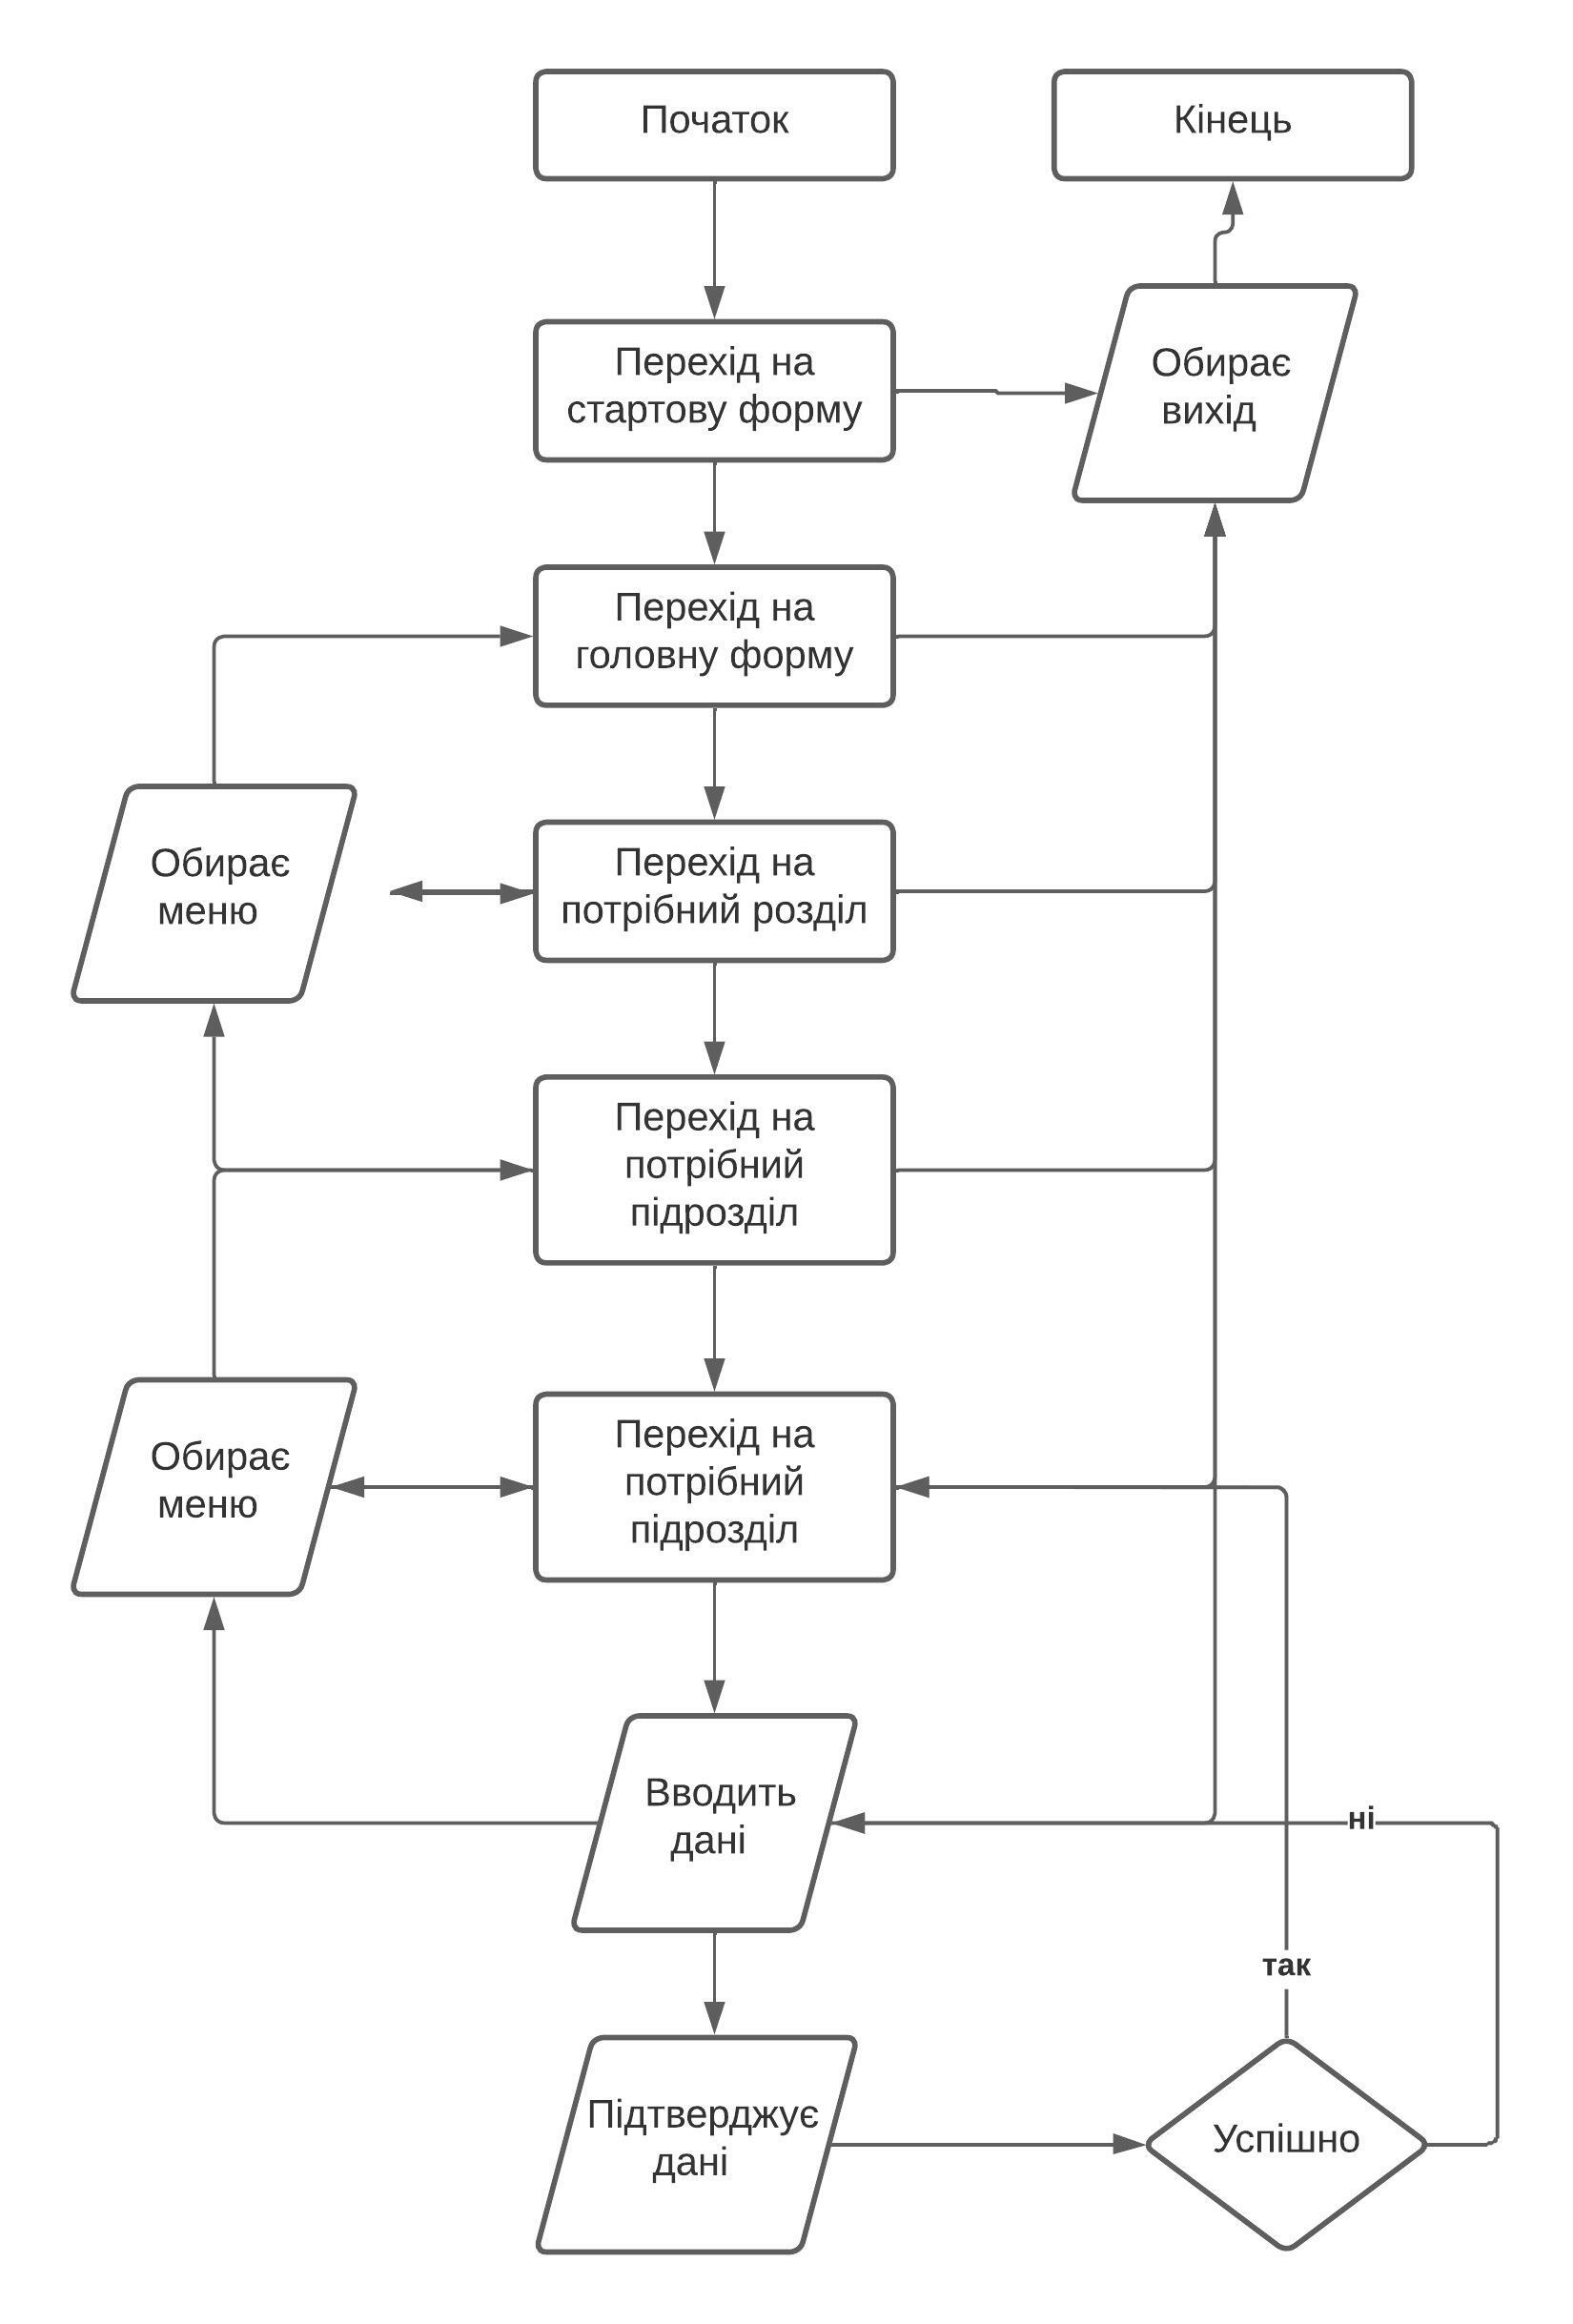 Початок
Кінець
Перехід на
стартову форму
Обирає
вихід
Перехід на
головну форму
Обирає
меню
Перехід на
потрібний розділ
Перехід на
потрібний
підрозділ
Обирає
меню
Перехід на
потрібний
підрозділ
Вводить
дані
ні
так
Підтверджує
дані
Успішно